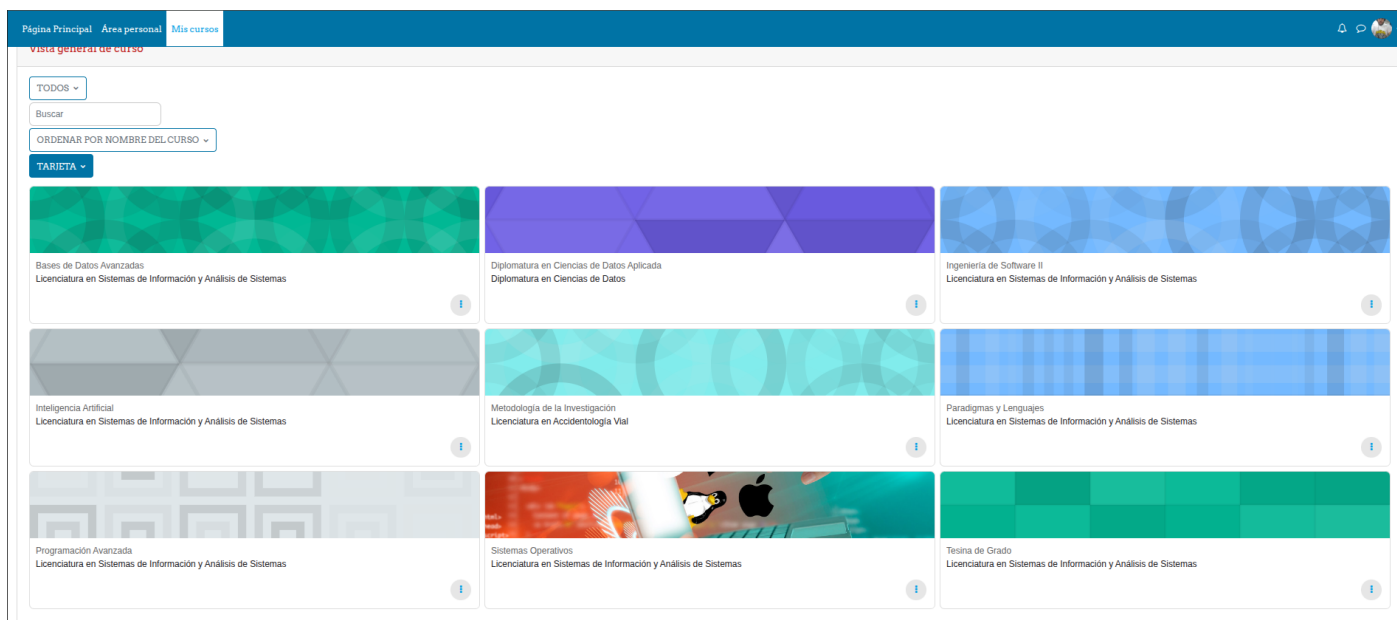 Página Principal Área personal Mis cursos
Vista general de curso
TODOS
Buscar
ORDENAR POR NOMBRE DEL CURSO
TARJETA
Bases de Datos Avanzadas
Licenciatura en Sistemas de Información y Análisis de Sistemas
Diplomatura en Ciencias de Datos Aplicada
Diplomatura en Ciencias de Datos
Ingeniería de Software II
Licenciatura en Sistemas de Información y Análisis de Sistemas
Inteligencia Artificial
Licenciatura en Sistemas de Información y Análisis de Sistemas
Metodología de la Investigación
Licenciatura en Accidentología Vial
Paradigmas y Lenguajes
Licenciatura en Sistemas de Información y Análisis de Sistemas
Programación Avanzada
Licenciatura en Sistemas de Información y Análisis de Sistemas
Sistemas Operativos
Licenciatura en Sistemas de Información y Análisis de Sistemas
Tesina de Grado
Licenciatura en Sistemas de Información y Análisis de Sistemas